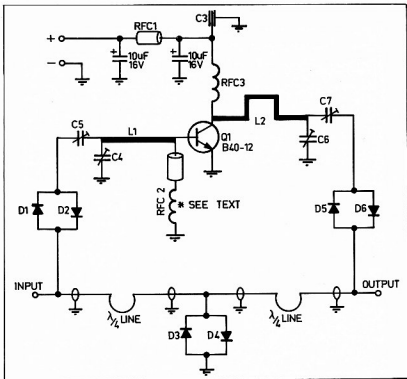 C3
RFC1
+
+ 10uF 16V
+ 10uF 16V
-
RFC3
C7
C5
L1
L2
Q1
B40-12
C6
C4
D1 D2
RFC 2
* SEE TEXT
D5 D6
INPUT
OUTPUT
λ/4 LINE
λ/4 LINE
D3 D4